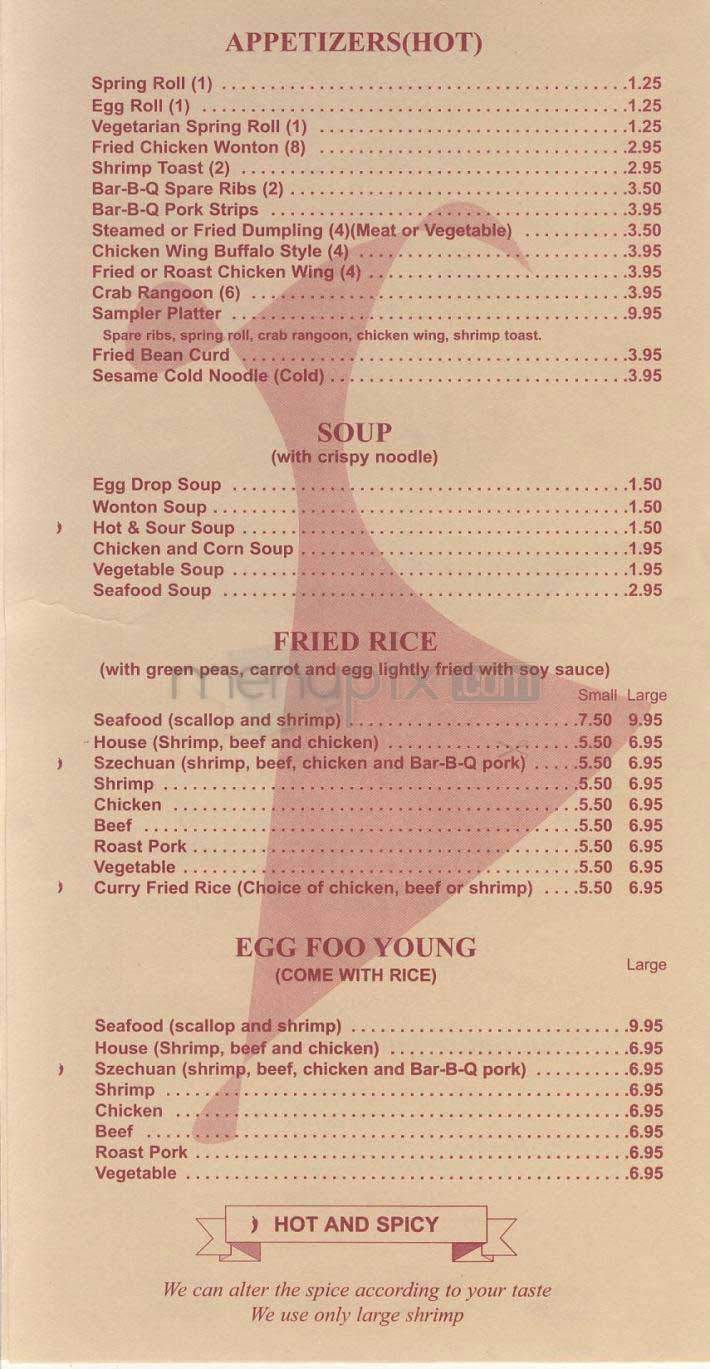 APPETIZERS(HOT)
Spring Roll (1) ........................................1.25
Egg Roll (1) ..........................................1.25
Vegetarian Spring Roll (1) ..............................1.25
Fried Chicken Wonton (8) ..............................2.95
Shrimp Toast (2) ......................................2.95
Bar-B-Q Spare Ribs (2) .................................3.50
Bar-B-Q Pork Strips ...................................3.95
Steamed or Fried Dumpling (4)(Meat or Vegetable) ..........3.50
Chicken Wing Buffalo Style (4) ..........................3.95
Fried or Roast Chicken Wing (4) .........................3.95
Crab Rangoon (6) .....................................3.95
Sampler Platter .......................................9.95
Spare ribs, spring roll, crab rangoon, chicken wing, shrimp toast.
Fried Bean Curd ......................................3.95
Sesame Cold Noodle (Cold) .............................3.95
SOUP
(with crispy noodle)
Egg Drop Soup .......................................1.50
Wonton Soup .........................................1.50
Hot & Sour Soup ......................................1.50
Chicken and Corn Soup ................................1.95
Vegetable Soup .......................................1.95
Seafood Soup ........................................2.95
FRIED RICE
(with green peas, carrot and egg lightly fried with soy sauce)
menupix.com
Small Large
Seafood (scallop and shrimp) .......................7.50 9.95
House (Shrimp, beef and chicken) ...................5.50 6.95
Szechuan (shrimp, beef, chicken and Bar-B-Q pork) .....5.50 6.95
Shrimp .........................................5.50 6.95
Chicken ........................................5.50 6.95
Beef ...........................................5.50 6.95
Roast Pork ......................................5.50 6.95
Vegetable .......................................5.50 6.95
Curry Fried Rice (Choice of chicken, beef or shrimp) ....5.50 6.95
EGG FOO YOUNG
Large
(COME WITH RICE)
Seafood (scallop and shrimp) ...........................9.95
House (Shrimp, beef and chicken) .......................6.95
Szechuan (shrimp, beef, chicken and Bar-B-Q pork) .........6.95
Shrimp .............................................6.95
Chicken ............................................6.95
Beef ...............................................6.95
Roast Pork ..........................................6.95
Vegetable ...........................................6.95
HOT AND SPICY
We can alter the spice according to your taste
We use only large shrimp